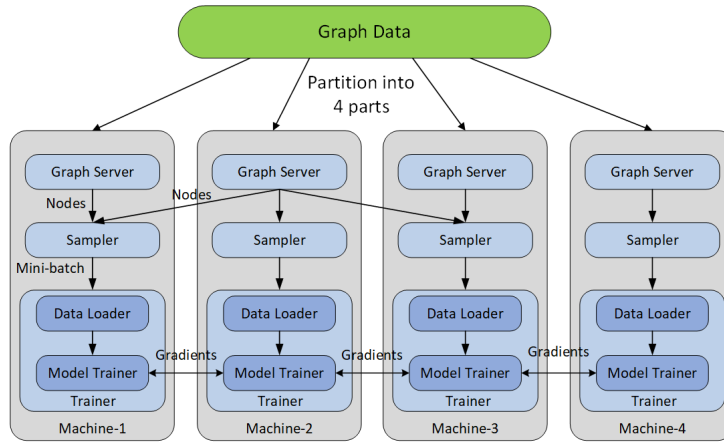 Graph Data
Partition into
4 parts
Graph Server
Graph Server
Graph Server
Graph Server
Nodes
Nodes
Sampler
Sampler
Sampler
Sampler
Mini-batch
Data Loader
Data Loader
Data Loader
Data Loader
Gradients
Gradients
Gradients
Model Trainer
Model Trainer
Model Trainer
Model Trainer
Trainer
Trainer
Trainer
Trainer
Machine-1
Machine-2
Machine-3
Machine-4